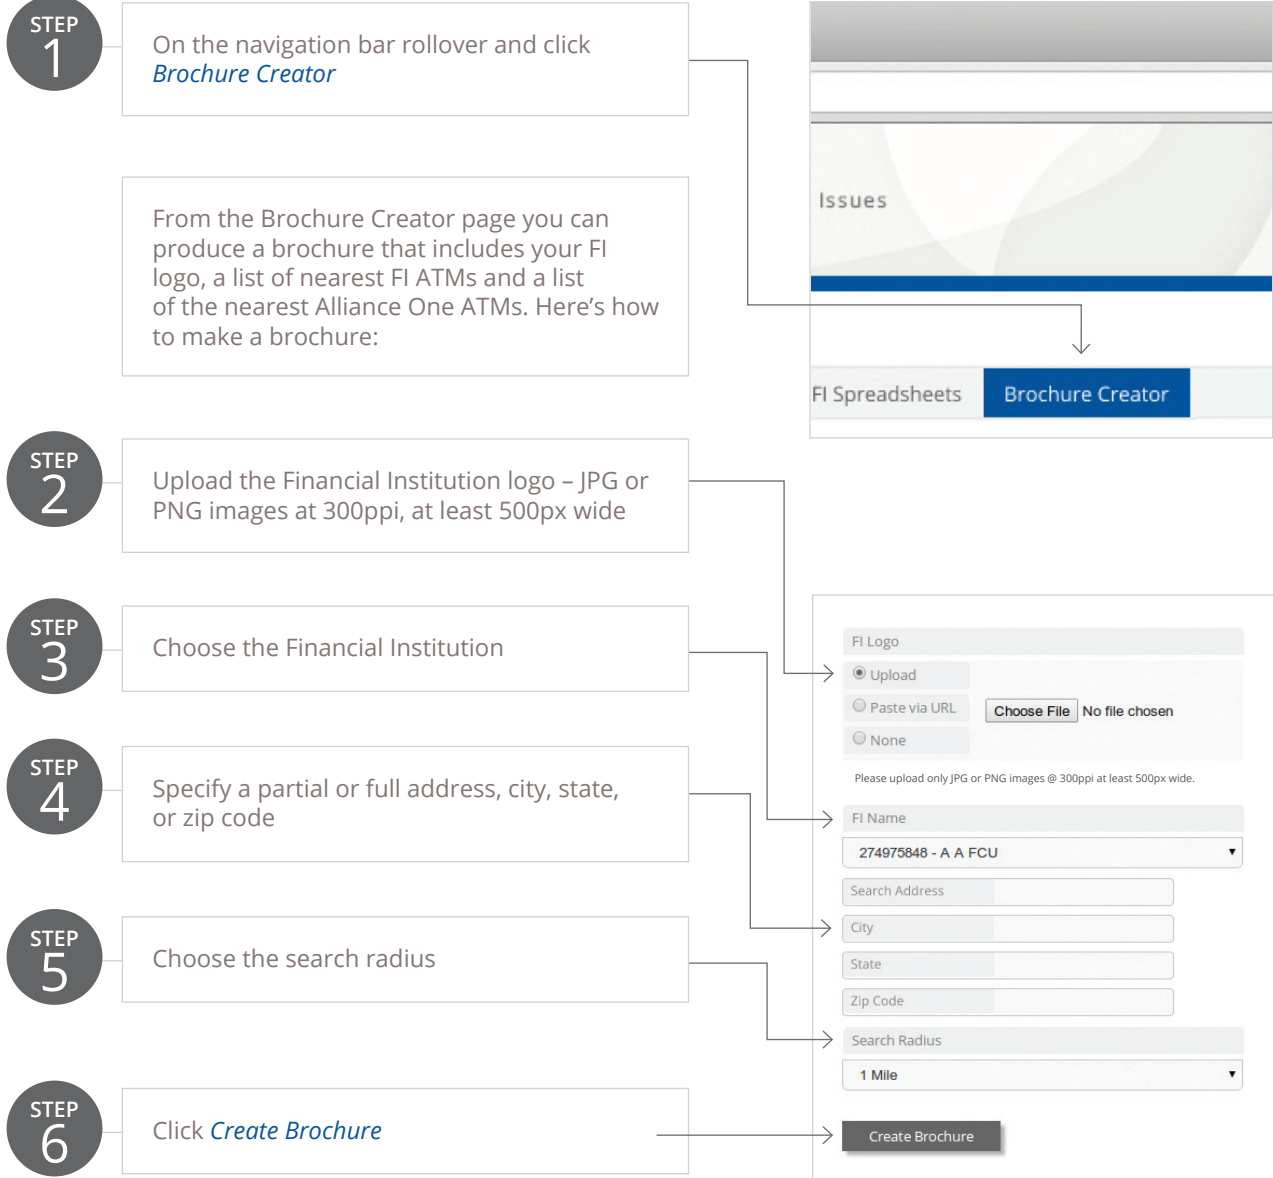 STEP
1
On the navigation bar rollover and click
Brochure Creator
From the Brochure Creator page you can
produce a brochure that includes your FI
logo, a list of nearest FI ATMs and a list
of the nearest Alliance One ATMs. Here’s how
to make a brochure:
Issues
FI Spreadsheets
Brochure Creator
STEP
2
Upload the Financial Institution logo – JPG or
PNG images at 300ppi, at least 500px wide
STEP
3
Choose the Financial Institution
STEP
4
Specify a partial or full address, city, state,
or zip code
STEP
5
Choose the search radius
STEP
6
Click Create Brochure
FI Logo
Upload
Paste via URL
Choose File No file chosen
None
Please upload only JPG or PNG images @ 300ppi at least 500px wide.
FI Name
274975848 - A A FCU
Search Address
City
State
Zip Code
Search Radius
1 Mile
Create Brochure